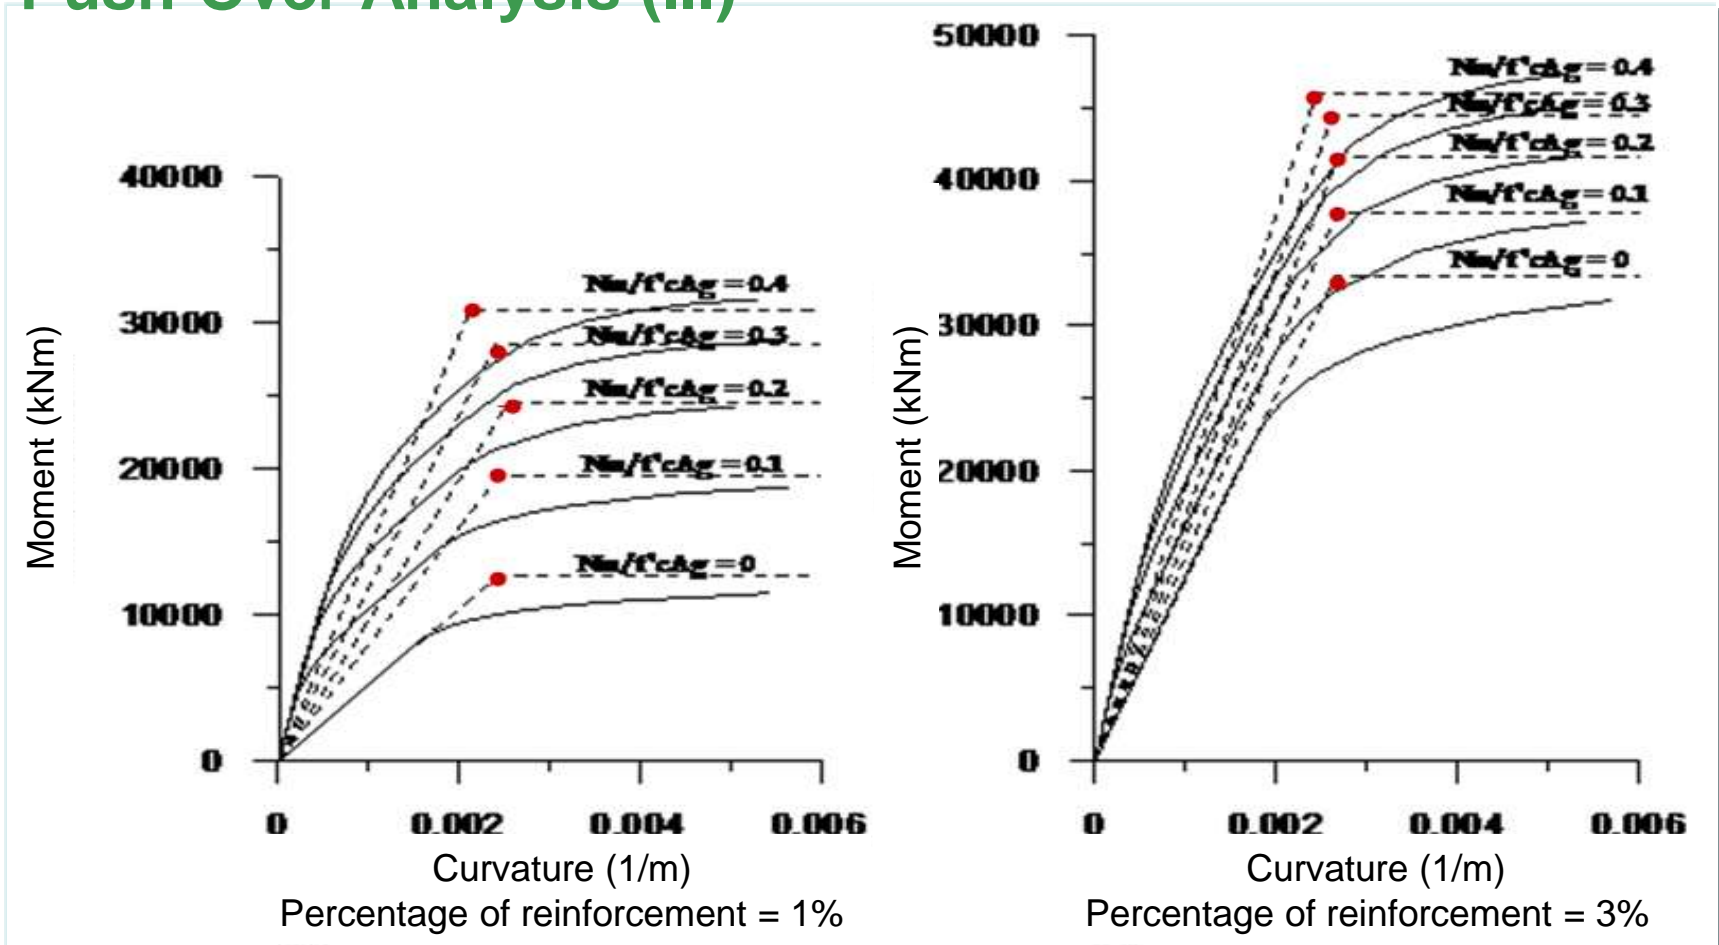 Push-Over Analysis (III)
50000
40000
30000
20000
10000
0
40000
30000
20000
10000
0
Nu/f'cAg = 0.4
Nu/f'cAg = 0.3
Nu/f'cAg = 0.2
Nu/f'cAg = 0.1
Nu/f'cAg = 0
Nu/f'cAg = 0.4
Nu/f'cAg = 0.3
Nu/f'cAg = 0.2
Nu/f'cAg = 0.1
Nu/f'cAg = 0
Moment (kNm)
Moment (kNm)
0 0.002 0.004 0.006
0 0.002 0.004 0.006
Curvature (1/m)
Curvature (1/m)
Percentage of reinforcement = 1%
Percentage of reinforcement = 3%